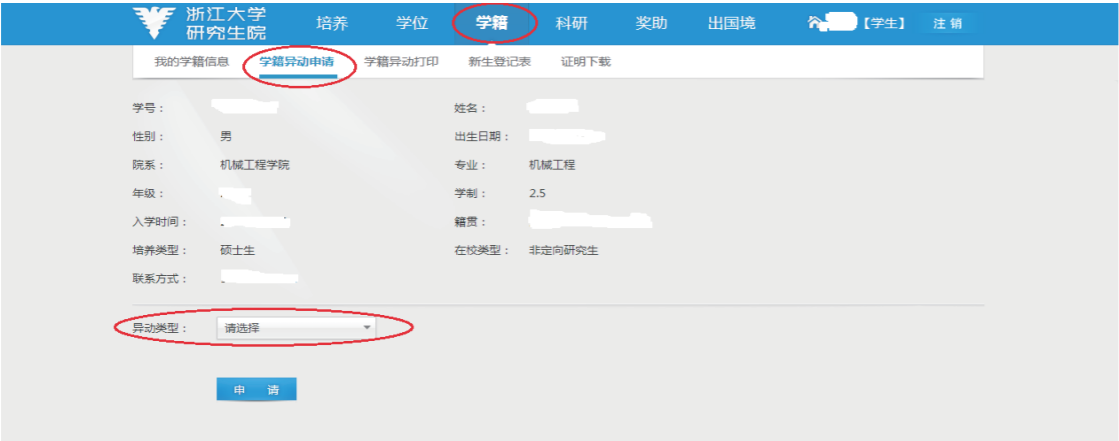 浙江大学
研究生院
培养 学位 学籍 科研 奖助 出国境 【学生】 注 销
我的学籍信息 学籍异动申请 学籍异动打印 新生登记表 证明下载
学号： 姓名：
性别： 男 出生日期：
院系： 机械工程学院 专业： 机械工程
年级： 学制： 2.5
入学时间： 籍贯：
培养类型： 硕士生 在校类型： 非定向研究生
联系方式：
异动类型： 请选择
申 请